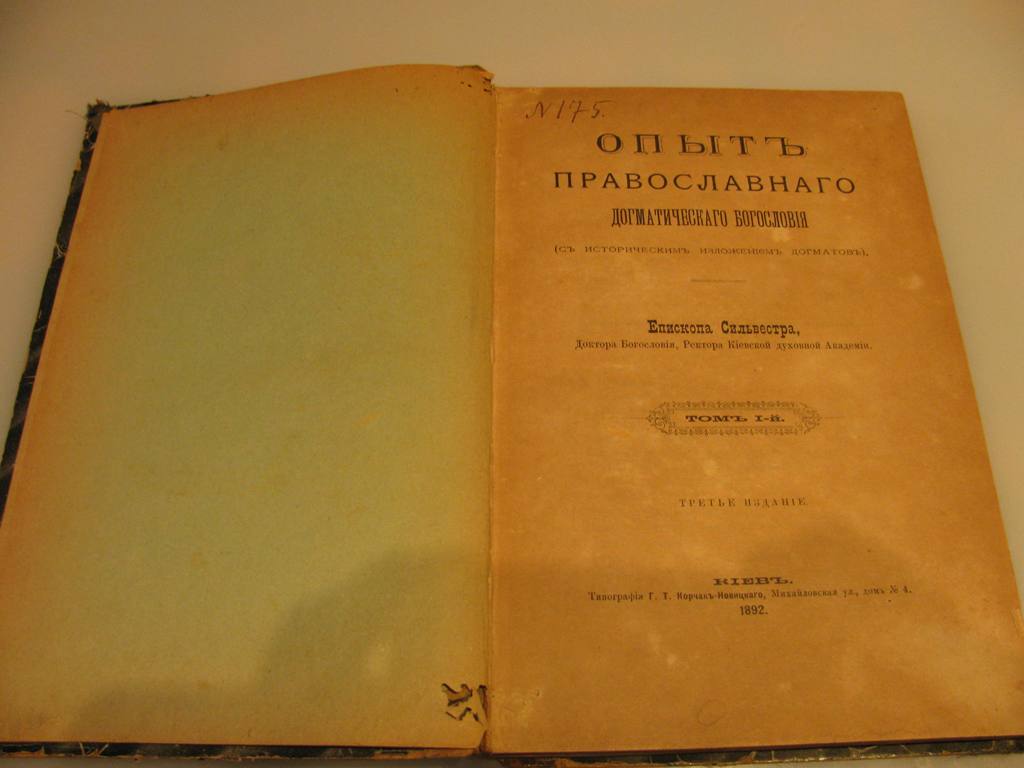 N 175.
ОПЫТЪ
ПРАВОСЛАВНАГО
ДОГМАТИЧЕСКАГО БОГОСЛОВІЯ
(СЪ ИСТОРИЧЕСКИМЪ ИЗЛОЖЕНІЕМЪ ДОГМАТОВЪ).
Епископа Сильвестра,
Доктора Богословія, Ректора Кіевской духовной Академіи.
ТОМЪ I-й.
ТРЕТЬЕ ИЗДАНІЕ.
КІЕВЪ.
Типографія Г. Т. Корчакъ-Новицкаго, Михайловская ул., домъ № 4.
1892.